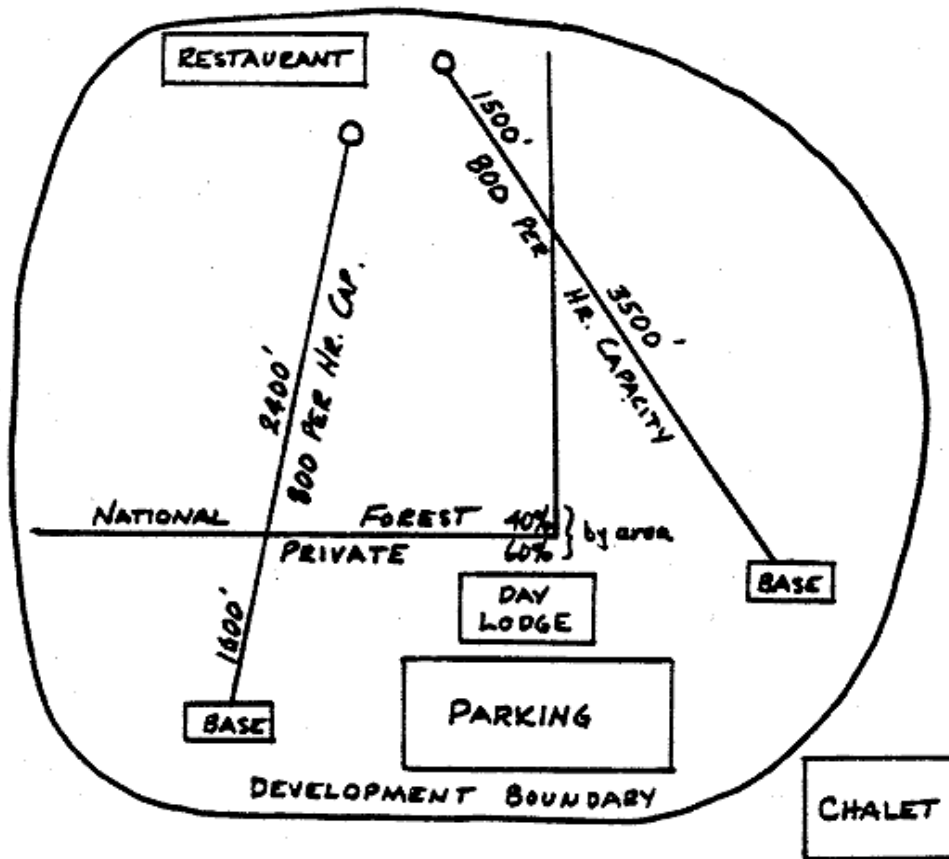 RESTAURANT
1500'
800 PER
HR. CAPACITY
3500'
2400'
800 PER HR. CAP.
NATIONAL FOREST 40%
PRIVATE 60%
by area
1600'
DAY
LODGE
BASE
BASE
PARKING
DEVELOPMENT BOUNDARY
CHALET